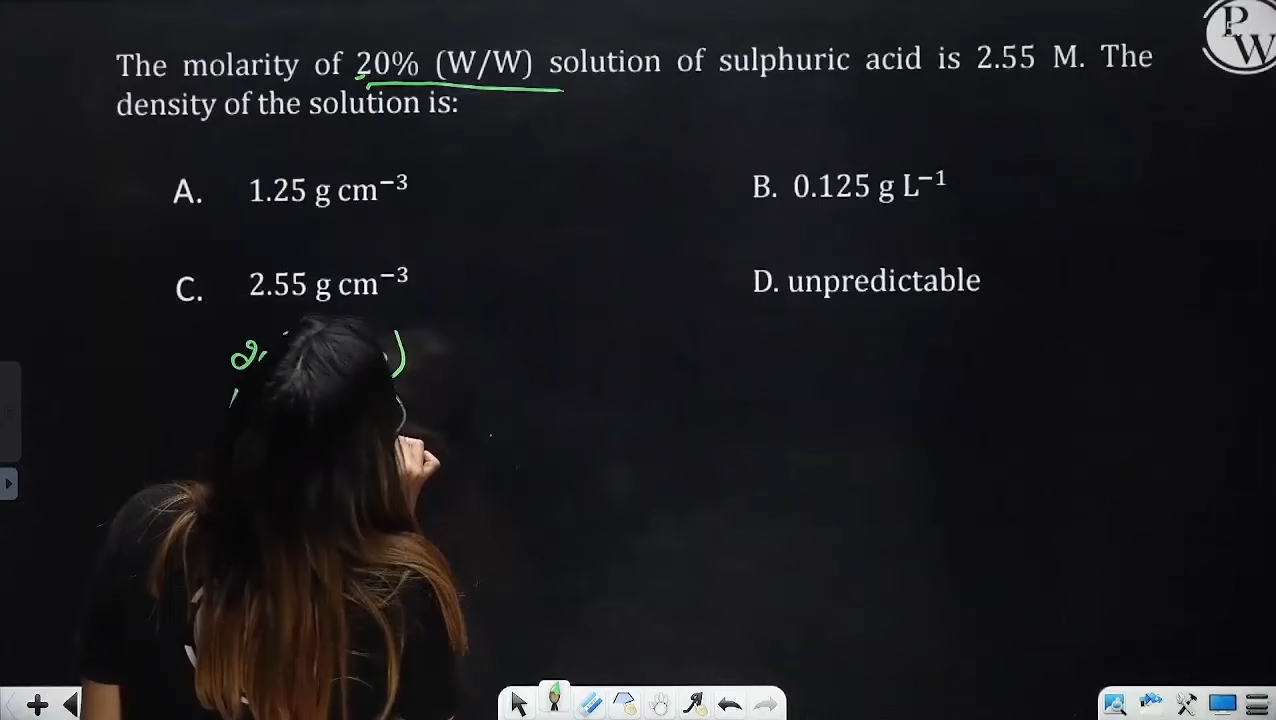 The molarity of 20% (W/W) solution of sulphuric acid is 2.55 M. The
density of the solution is:
A. 1.25 g cm⁻³
B. 0.125 g L⁻¹
C. 2.55 g cm⁻³
D. unpredictable
PW